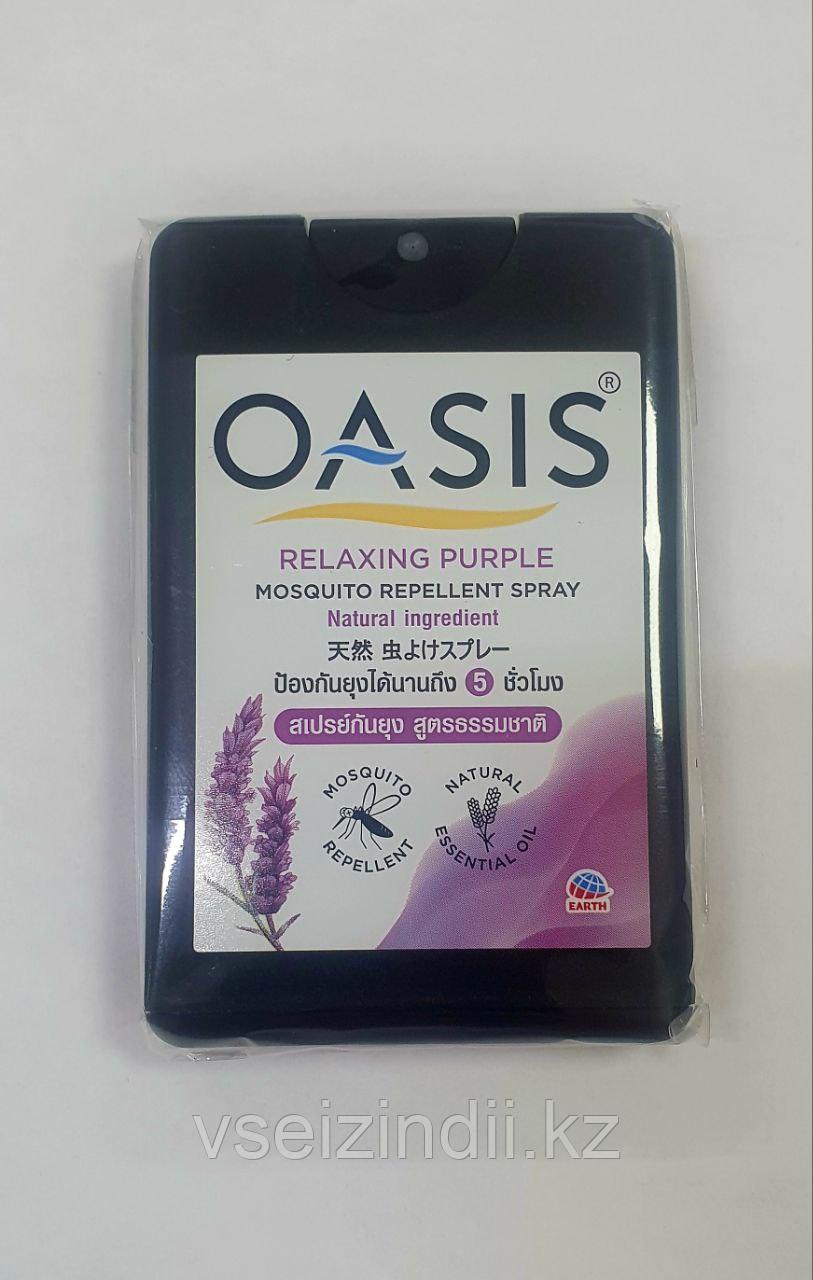 OASIS®
RELAXING PURPLE
MOSQUITO REPELLENT SPRAY
Natural ingredient
天然 虫よけスプレー
ป้องกันยุงได้นานถึง 5 ชั่วโมง
สเปรย์กันยุง สูตรธรรมชาติ
MOSQUITO REPELLENT
NATURAL ESSENTIAL OIL
EARTH
vseizindii.kz